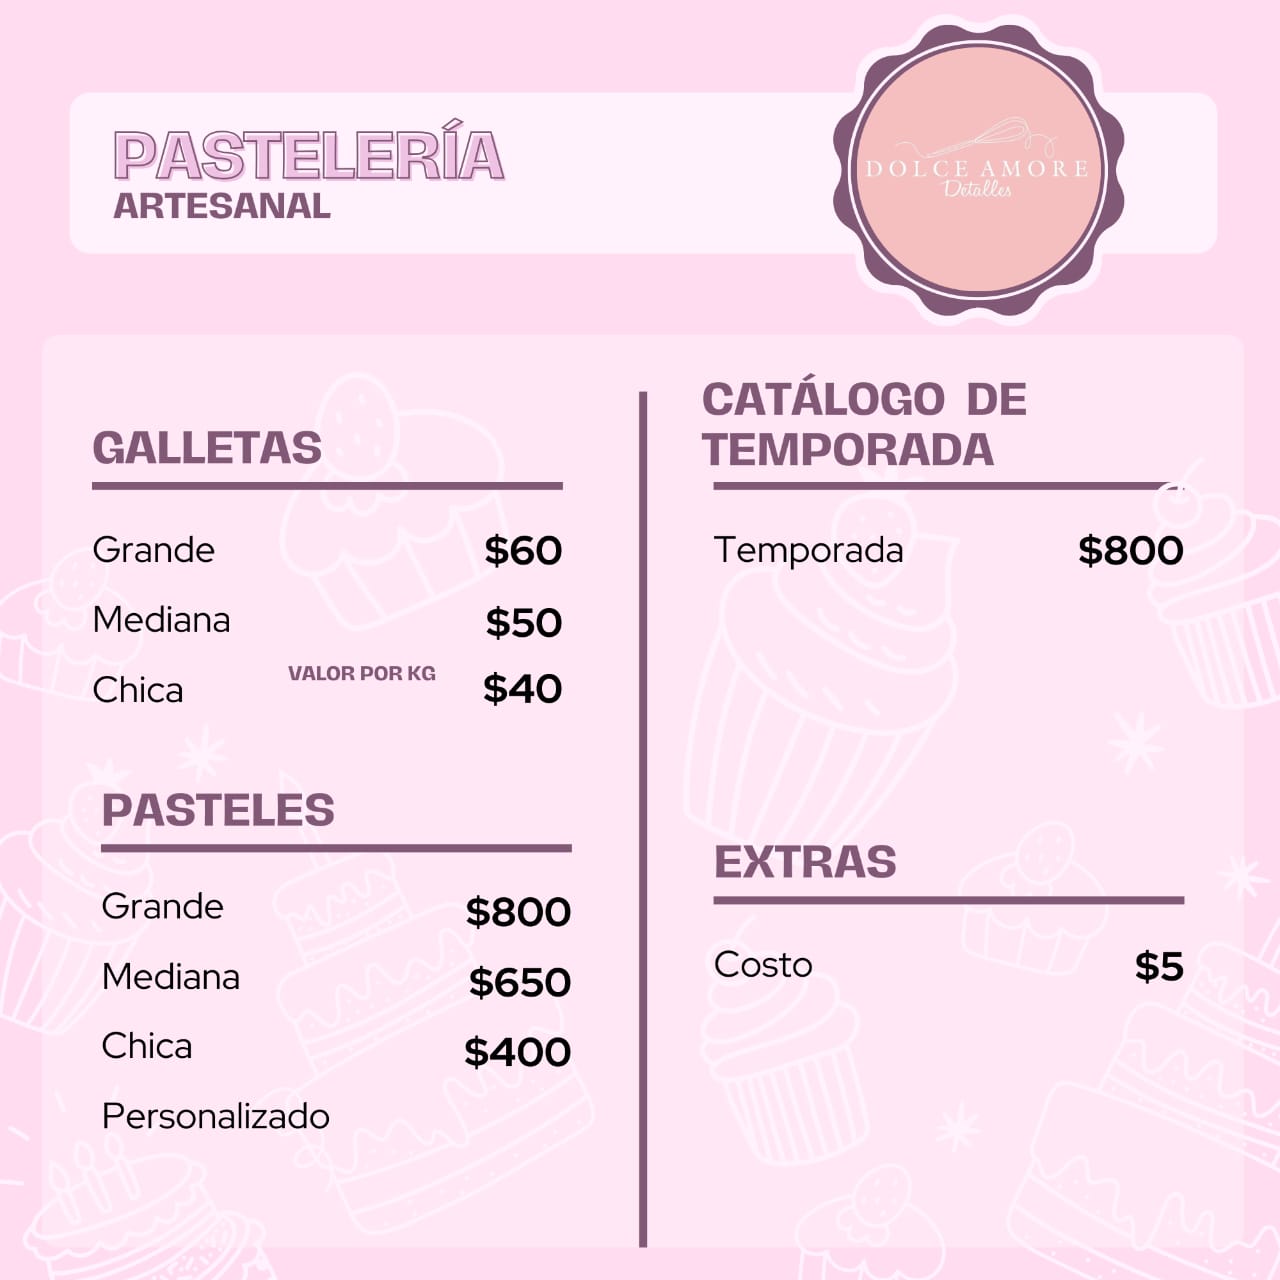 PASTELERÍA
ARTESANAL
DOLCE AMORE
Detalles
GALLETAS
Grande $60
Mediana $50
Chica VALOR POR KG $40
PASTELES
Grande $800
Mediana $650
Chica $400
Personalizado
CATÁLOGO DE
TEMPORADA
Temporada $800
EXTRAS
Costo $5